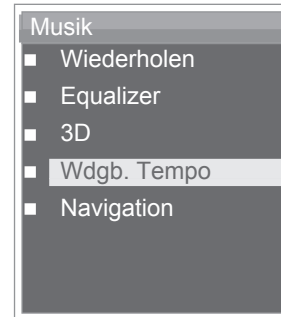 Musik
Wiederholen
Equalizer
3D
Wdgb. Tempo
Navigation